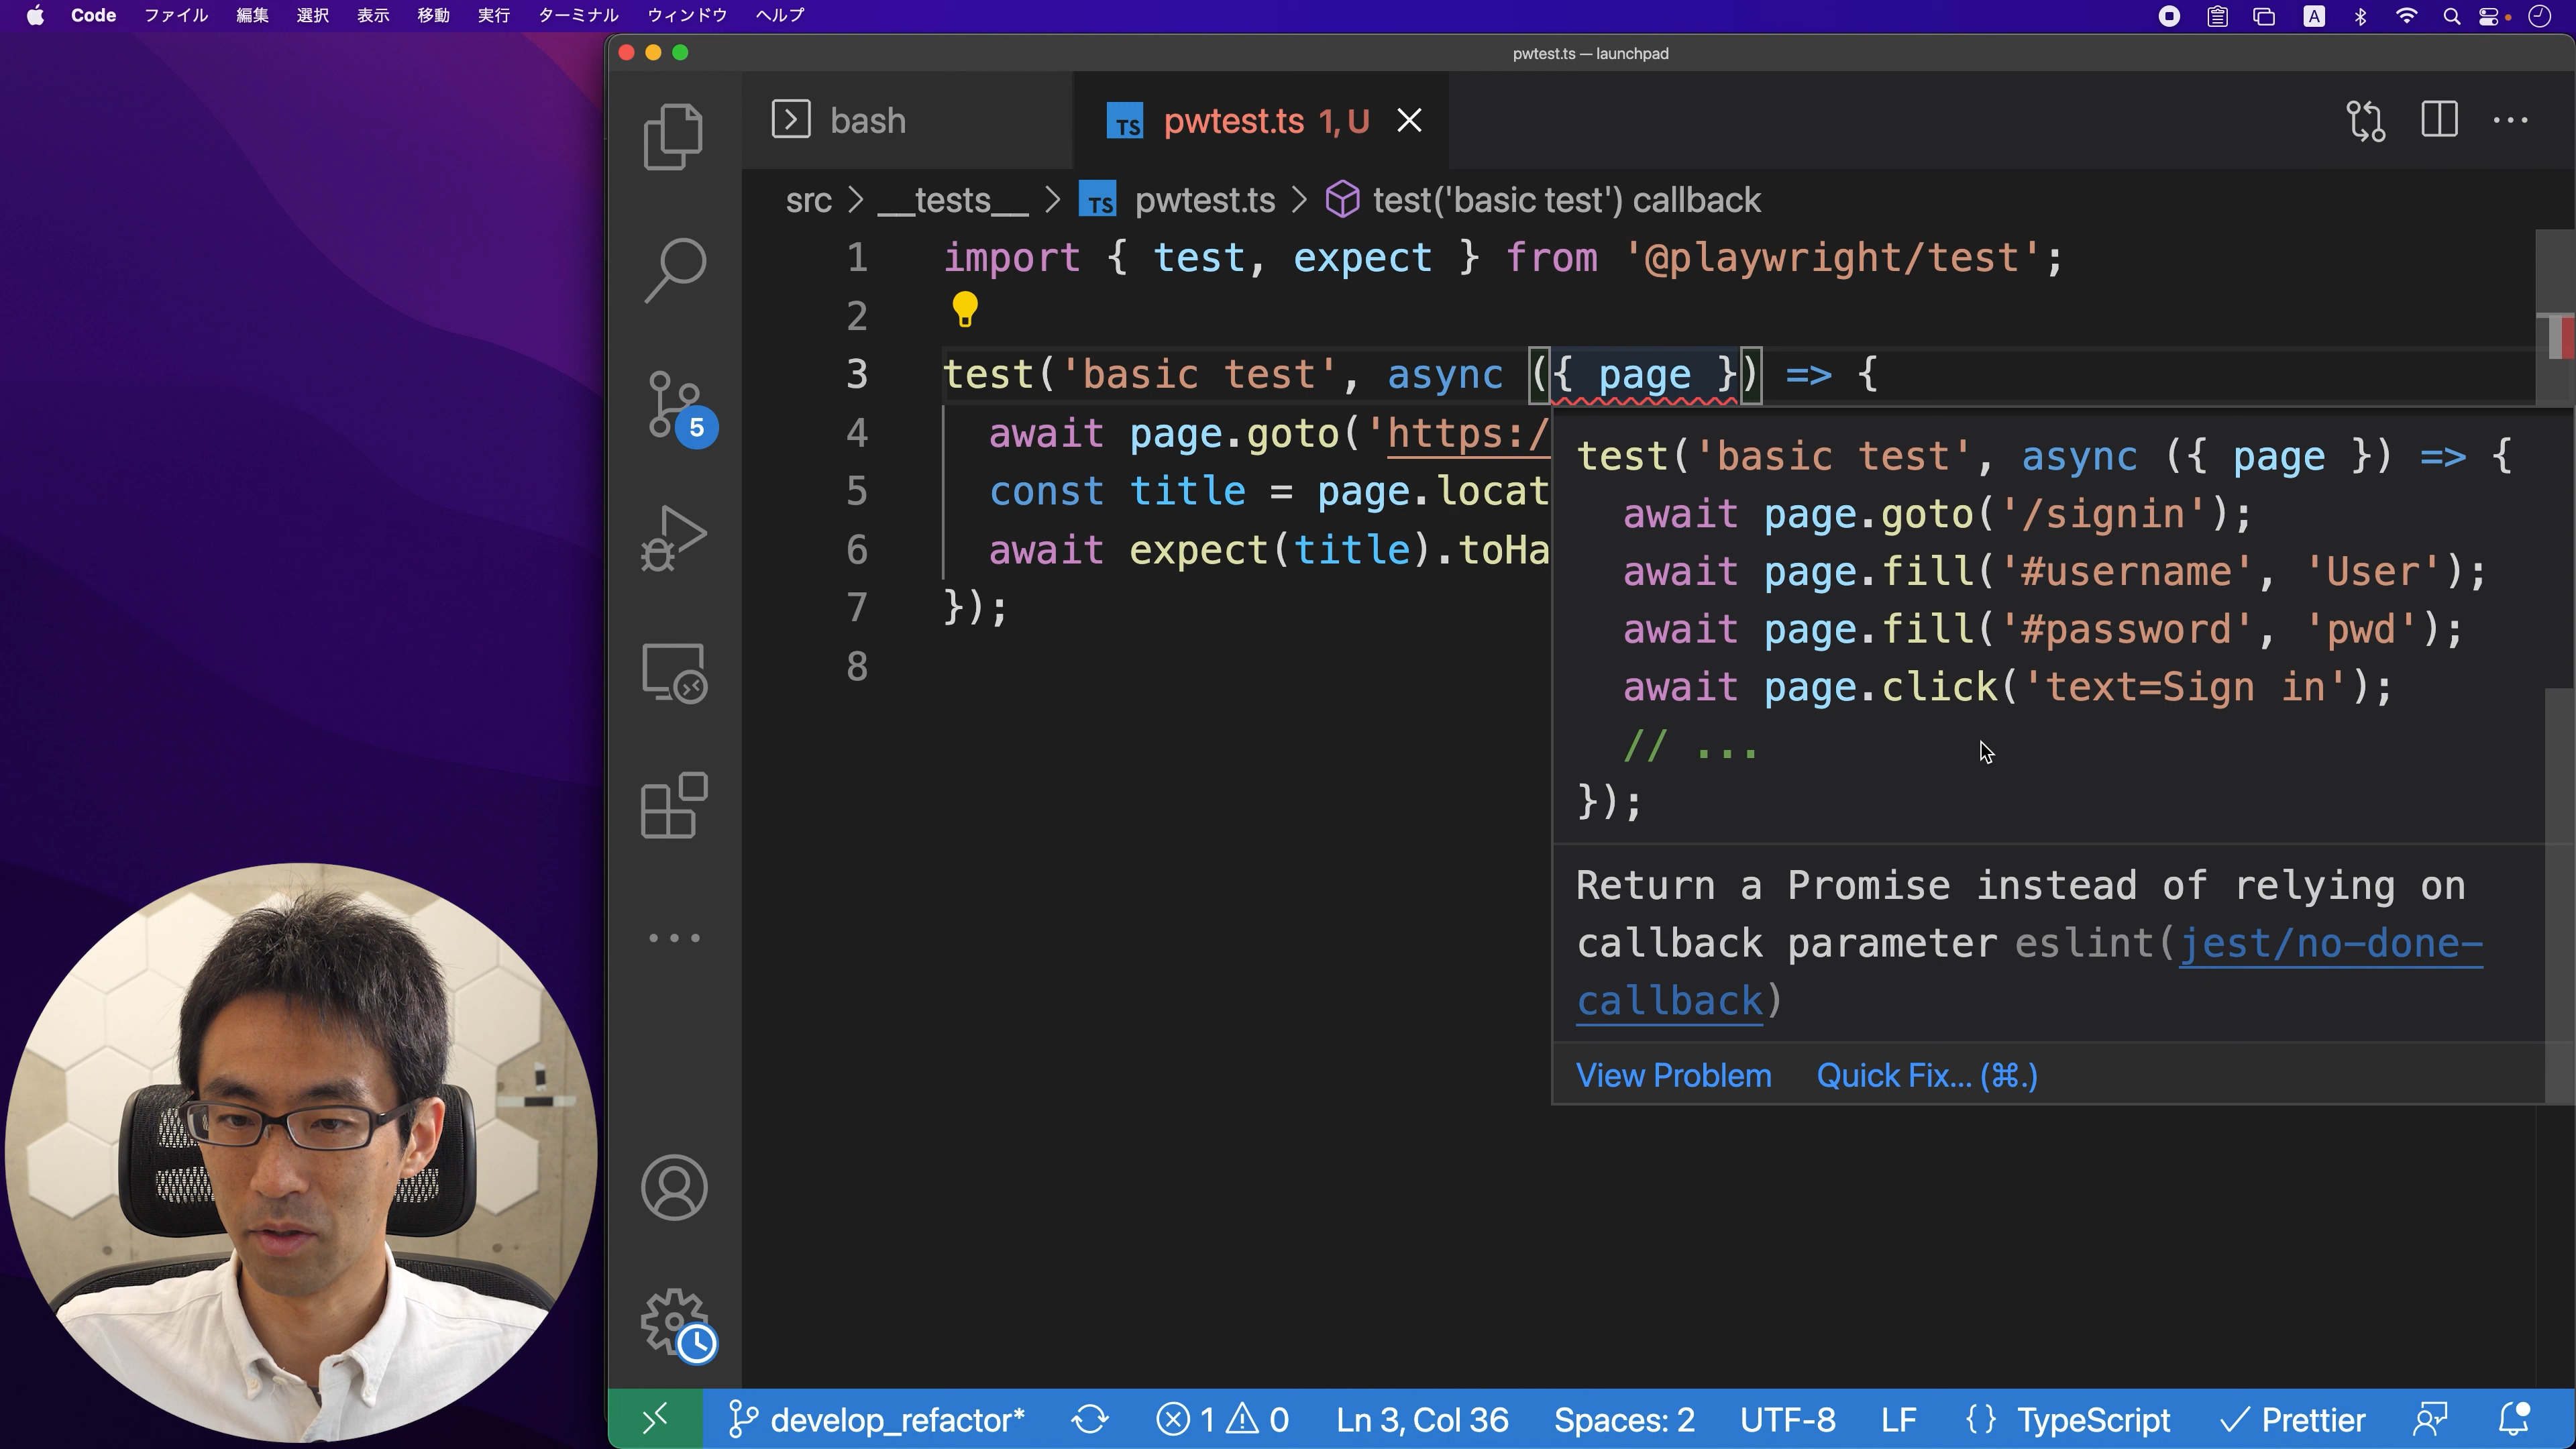 Code ファイル 編集 選択 表示 移動 実行 ターミナル ウィンドウ ヘルプ
A
pwtest.ts — launchpad
bash
TS pwtest.ts 1, U
src > __tests__ > TS pwtest.ts > test('basic test') callback
1 import { test, expect } from '@playwright/test';
2
3 test('basic test', async ({ page }) => {
4 await page.goto('https:/
5 const title = page.locat
6 await expect(title).toHa
7 });
8
test('basic test', async ({ page }) => {
await page.goto('/signin');
await page.fill('#username', 'User');
await page.fill('#password', 'pwd');
await page.click('text=Sign in');
// ...
});
Return a Promise instead of relying on
callback parameter eslint(jest/no-done-
callback)
View Problem Quick Fix... (⌘.)
5
develop_refactor* 1 0 Ln 3, Col 36 Spaces: 2 UTF-8 LF {} TypeScript Prettier